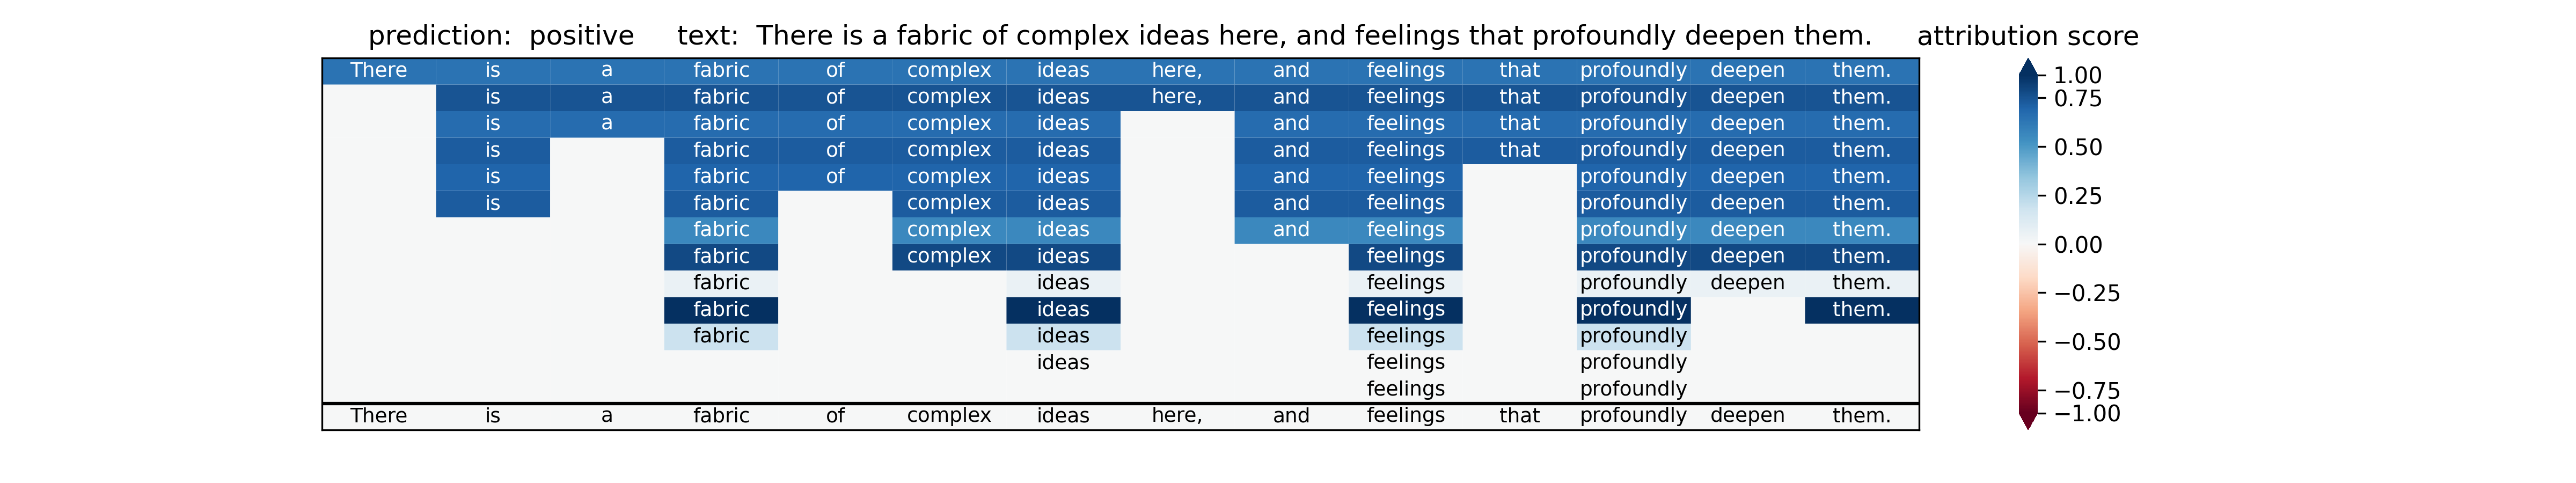 prediction: positive text: There is a fabric of complex ideas here, and feelings that profoundly deepen them. attribution score
There is a fabric of complex ideas here, and feelings that profoundly deepen them.
is a fabric of complex ideas here, and feelings that profoundly deepen them.
is a fabric of complex ideas and feelings that profoundly deepen them.
is fabric of complex ideas and feelings that profoundly deepen them.
is fabric of complex ideas and feelings profoundly deepen them.
is fabric complex ideas and feelings profoundly deepen them.
fabric complex ideas and feelings profoundly deepen them.
fabric complex ideas feelings profoundly deepen them.
fabric ideas feelings profoundly deepen them.
fabric ideas feelings profoundly them.
fabric ideas feelings profoundly
ideas feelings profoundly
feelings profoundly
There is a fabric of complex ideas here, and feelings that profoundly deepen them.
1.00
0.75
0.50
0.25
0.00
−0.25
−0.50
−0.75
−1.00